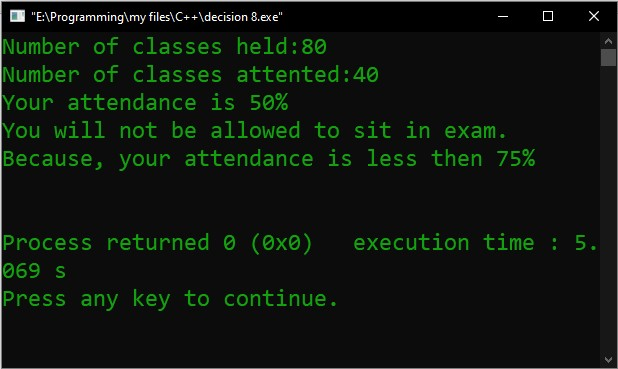 "E:\Programming\my files\C++\decision 8.exe"
Number of classes held:80
Number of classes attented:40
Your attendance is 50%
You will not be allowed to sit in exam.
Because, your attendance is less then 75%
Process returned 0 (0x0)   execution time : 5.
069 s
Press any key to continue.